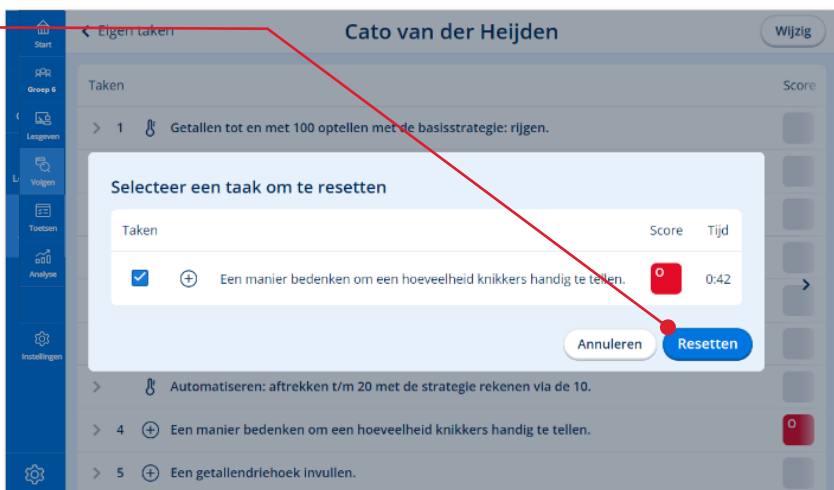 Start
Groep 6
Lesgeven
Volgen
Toetsen
Analyse
Instellingen
Eigen taken
Cato van der Heijden
Wijzig
Taken
Score
1 Getallen tot en met 100 optellen met de basisstrategie: rijgen.
Selecteer een taak om te resetten
Taken Score Tijd
Een manier bedenken om een hoeveelheid knikkers handig te tellen. O 0:42
Annuleren Resetten
Automatiseren: aftrekken t/m 20 met de strategie rekenen via de 10.
4 Een manier bedenken om een hoeveelheid knikkers handig te tellen. O
5 Een getallendriehoek invullen.